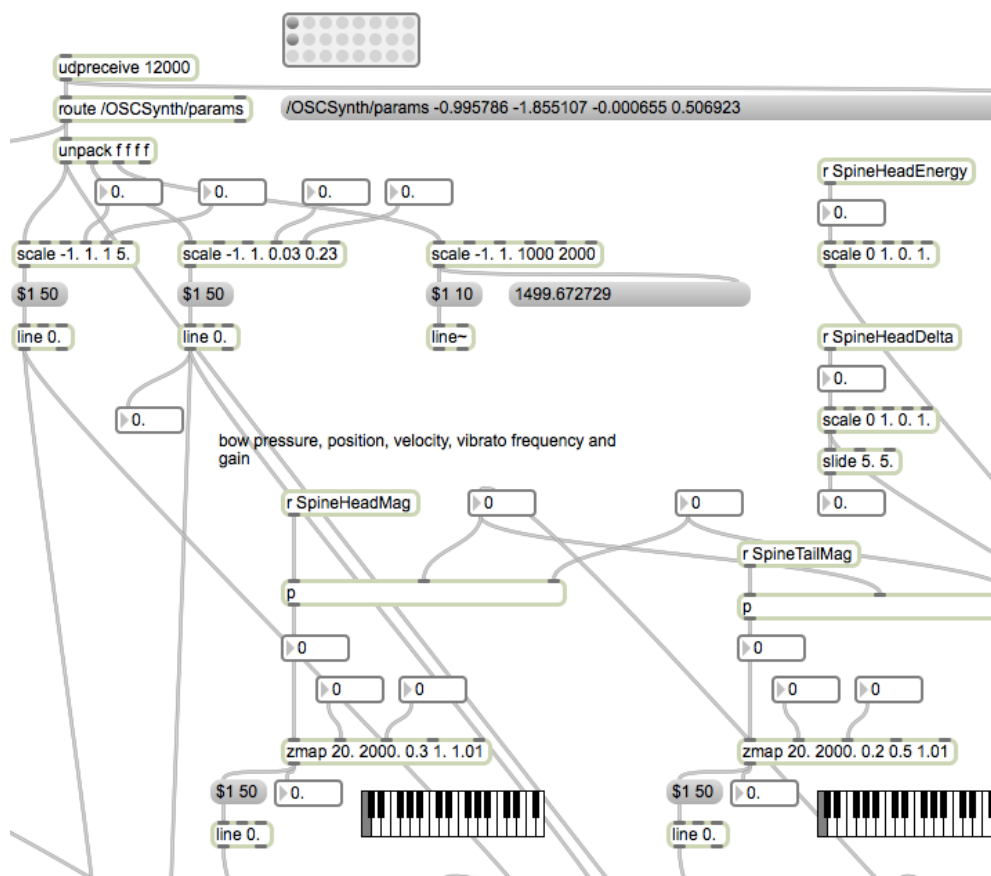 udpreceive 12000
route /OSCSynth/params
/OSCSynth/params -0.995786 -1.855107 -0.000655 0.506923
unpack f f f f
0.
0.
0.
0.
r SpineHeadEnergy
0.
scale -1. 1. 1 5.
scale -1. 1. 0.03 0.23
scale -1. 1. 1000 2000
scale 0 1. 0. 1.
$1 50
$1 50
$1 10
1499.672729
line 0.
line 0.
line~
r SpineHeadDelta
0.
0.
scale 0 1. 0. 1.
bow pressure, position, velocity, vibrato frequency and
gain
slide 5. 5.
r SpineHeadMag
0
0
0.
r SpineTailMag
p
p
0
0
0
0
0
0
zmap 20. 2000. 0.3 1. 1.01
zmap 20. 2000. 0.2 0.5 1.01
$1 50
0.
$1 50
0.
line 0.
line 0.